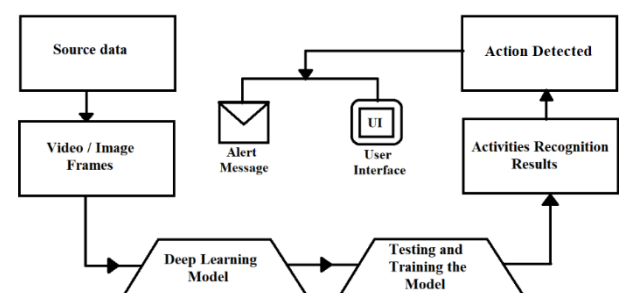 Source data
Action Detected
UI
Video / Image
Frames
Alert
Message
User
Interface
Activities Recognition
Results
Deep Learning
Model
Testing and
Training the
Model